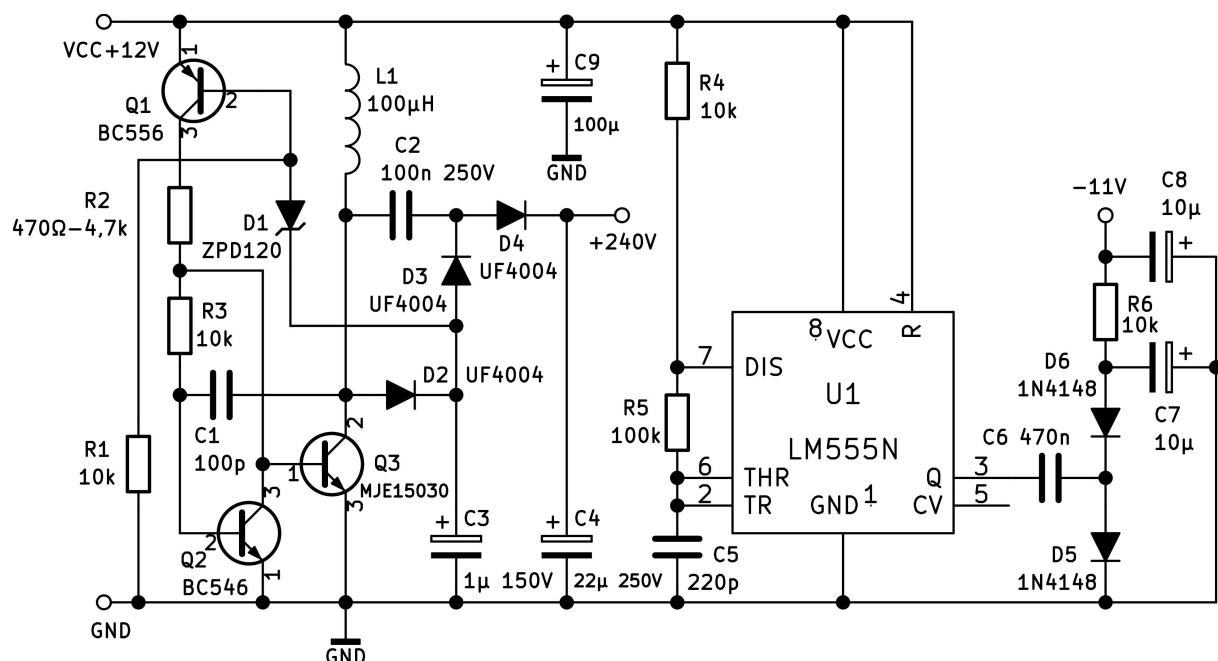 VCC+12V
1
Q1
BC556
2
3
L1
100µH
C9
+
100µ
GND
R4
10k
C2
100n 250V
R2
470Ω-4,7k
D1
ZPD120
D4
UF4004
+240V
D3
UF4004
R3
10k
D2
UF4004
C1
100p
R1
10k
2
1
Q3
MJE15030
3
3
2
Q2
BC546
1
+
C3
1µ 150V
+
C4
22µ 250V
C5
220p
GND
GND
R5
100k
7
DIS
8
VCC
4
R
U1
LM555N
6
THR
2
TR
GND
1
Q
3
CV
5
C6 470n
-11V
C8
10µ
+
R6
10k
+
C7
10µ
D6
1N4148
D5
1N4148